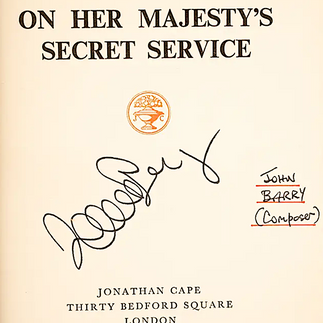 ON HER MAJESTY'S
SECRET SERVICE
JOHN
BARRY
(Composer)
JONATHAN CAPE
THIRTY BEDFORD SQUARE
LONDON